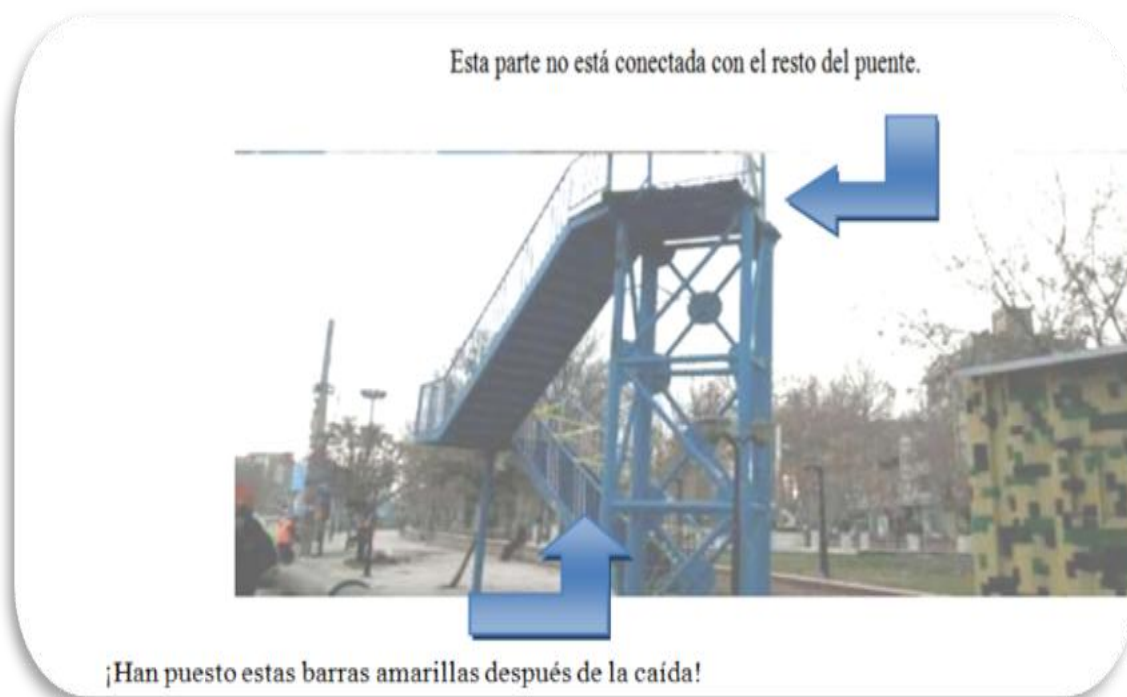 Esta parte no está conectada con el resto del puente.
¡Han puesto estas barras amarillas después de la caída!